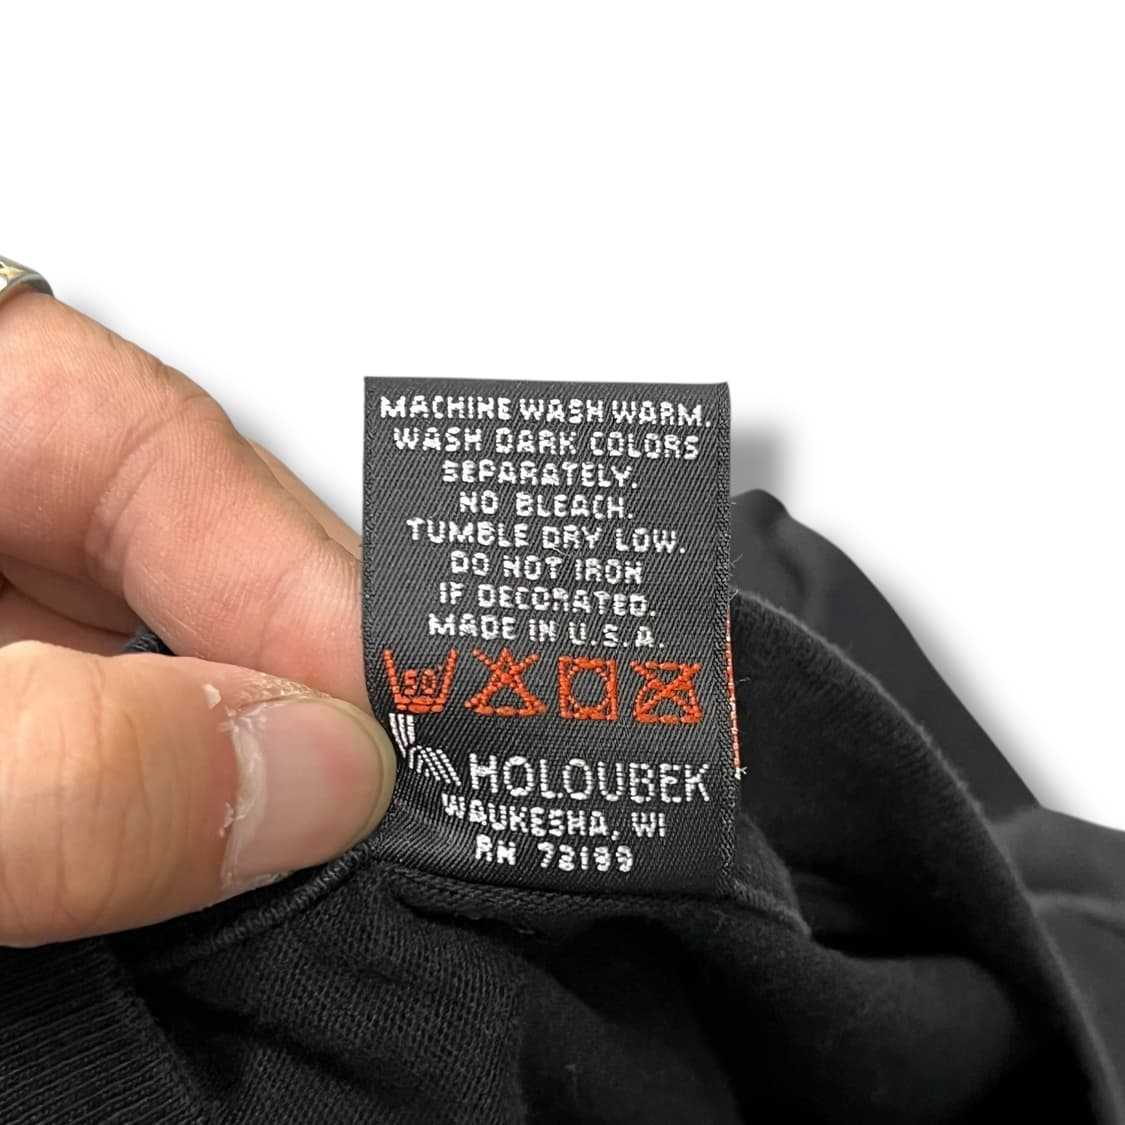 MACHINE WASH WARM.
WASH DARK COLORS
SEPARATELY.
NO BLEACH.
TUMBLE DRY LOW.
DO NOT IRON
IF DECORATED.
MADE IN U.S.A.
50
HOLOUBEK
WAUKESHA, WI
RN 72199